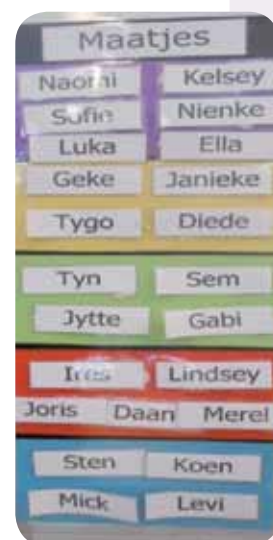 Maatjes
Naomi Kelsey
Sofie Nienke
Luka Ella
Geke Janieke
Tygo Diede
Tyn Sem
Jytte Gabi
Lindsey
Joris Daan Merel
Sten Koen
Mick Levi